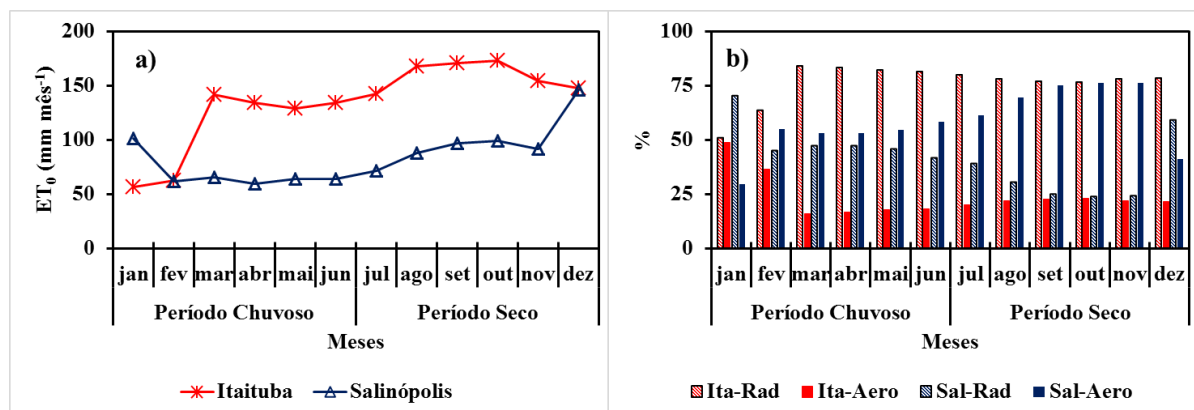 a)
ET₀ (mm mês⁻¹)
200
150
100
50
0
jan fev mar abr mai jun jul ago set out nov dez
Período Chuvoso Período Seco
Meses
Itaituba Salinópolis
b)
%
100
75
50
25
0
jan fev mar abr mai jun jul ago set out nov dez
Período Chuvoso Período Seco
Meses
Ita-Rad Ita-Aero Sal-Rad Sal-Aero